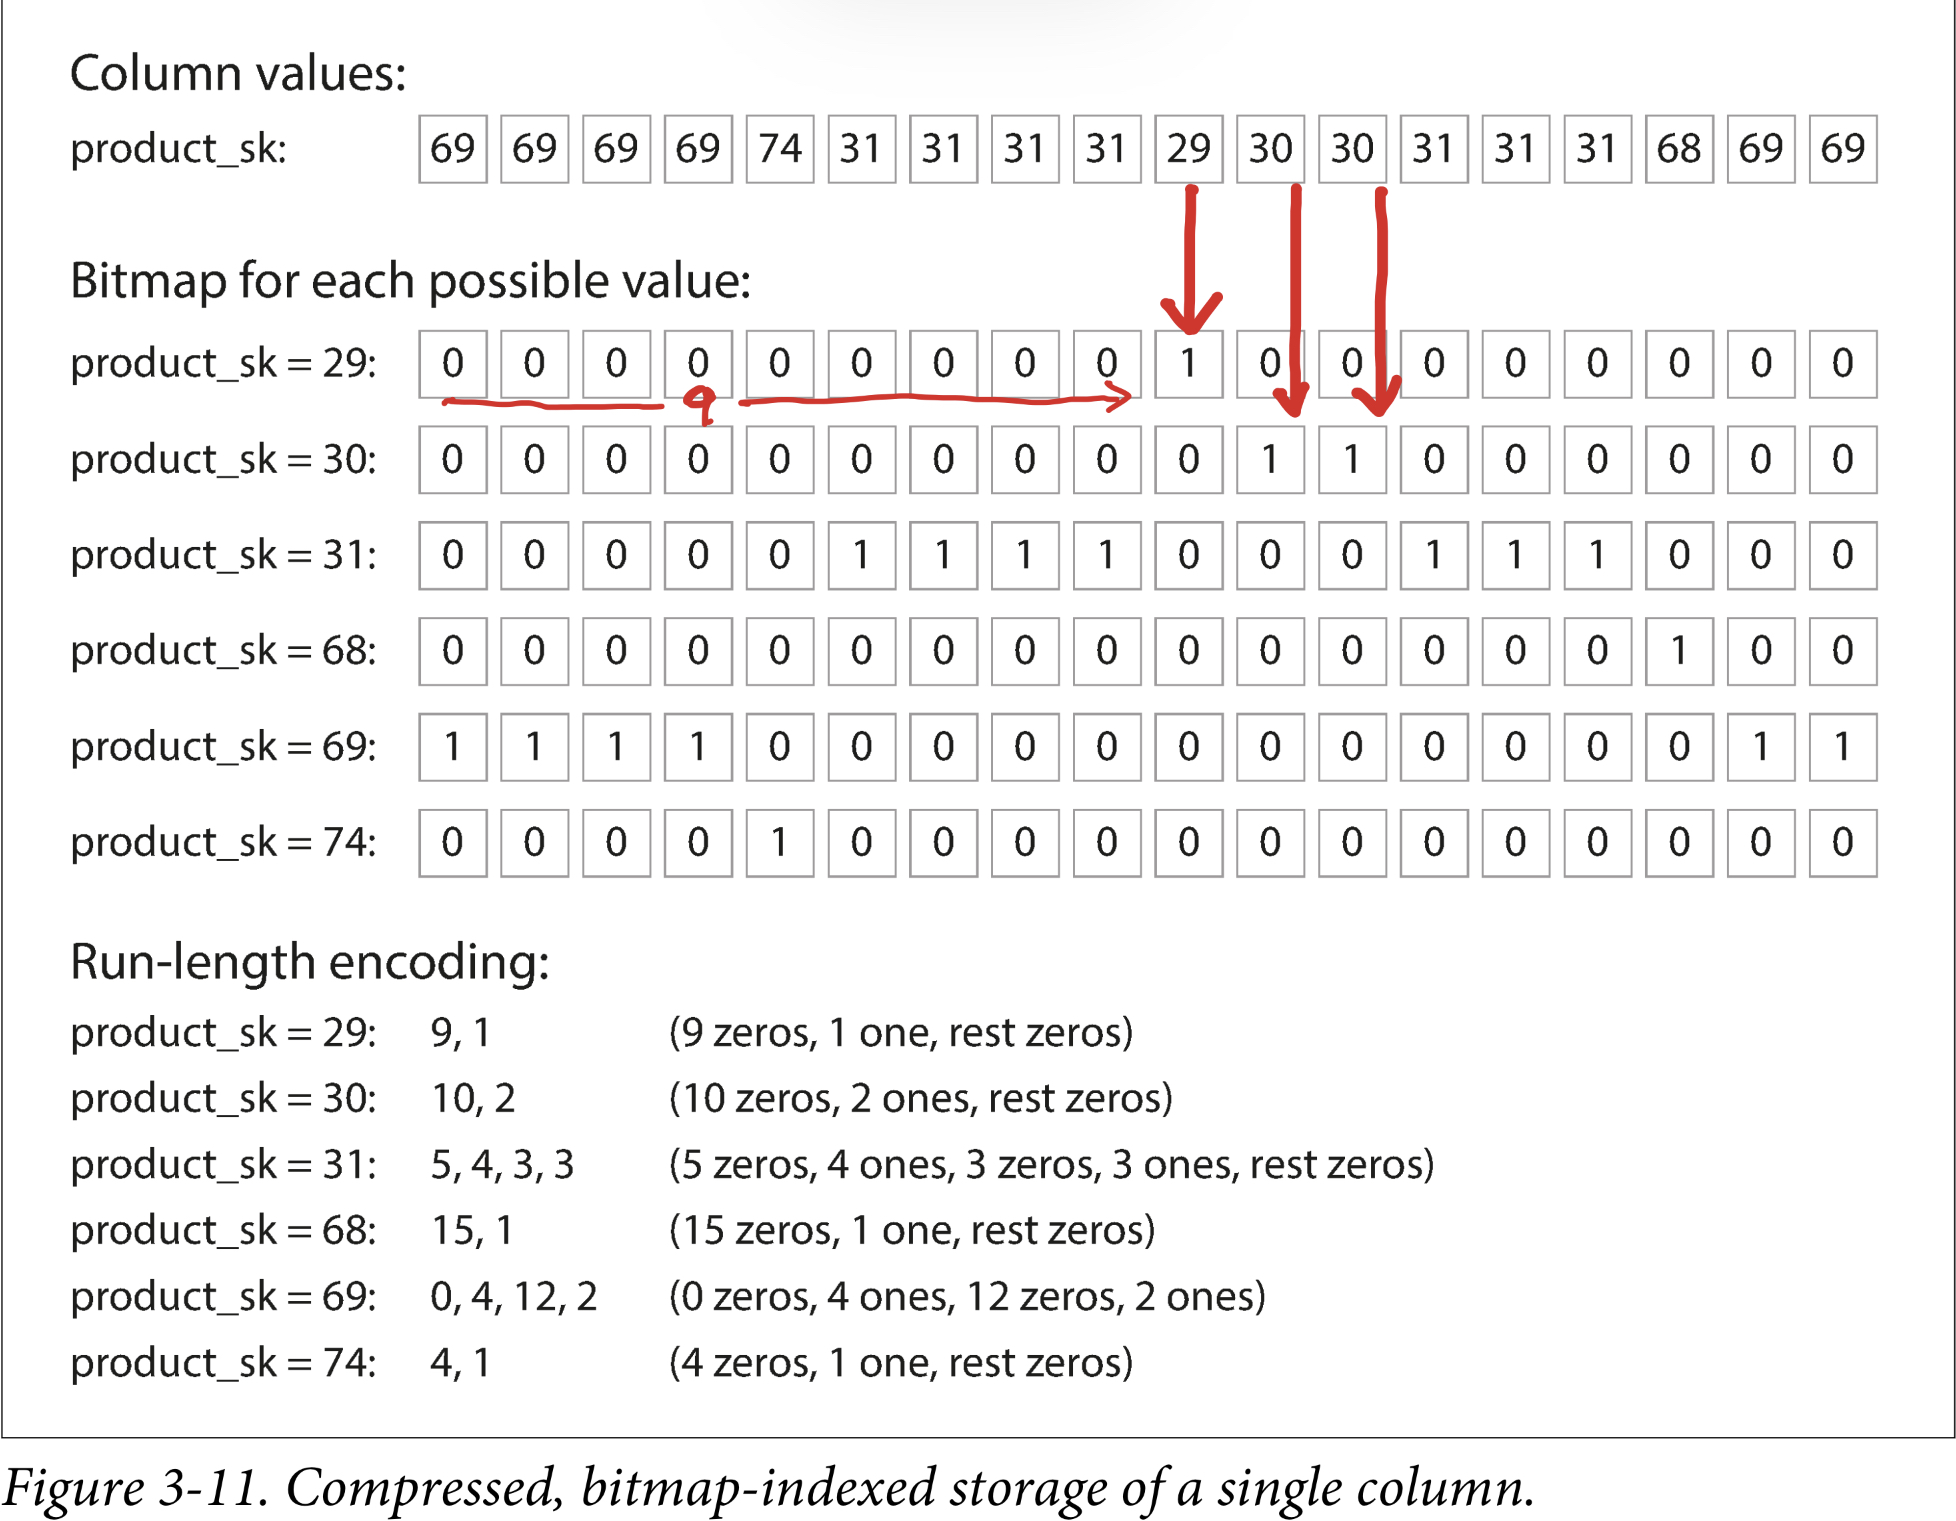 Column values:
product_sk: 69 69 69 69 74 31 31 31 31 29 30 30 31 31 31 68 69 69
Bitmap for each possible value:
product_sk = 29: 0 0 0 0 0 0 0 0 0 1 0 0 0 0 0 0 0 0
9
product_sk = 30: 0 0 0 0 0 0 0 0 0 0 1 1 0 0 0 0 0 0
product_sk = 31: 0 0 0 0 0 1 1 1 1 0 0 0 1 1 1 0 0 0
product_sk = 68: 0 0 0 0 0 0 0 0 0 0 0 0 0 0 0 1 0 0
product_sk = 69: 1 1 1 1 0 0 0 0 0 0 0 0 0 0 0 0 1 1
product_sk = 74: 0 0 0 0 1 0 0 0 0 0 0 0 0 0 0 0 0 0
Run-length encoding:
product_sk = 29: 9, 1 (9 zeros, 1 one, rest zeros)
product_sk = 30: 10, 2 (10 zeros, 2 ones, rest zeros)
product_sk = 31: 5, 4, 3, 3 (5 zeros, 4 ones, 3 zeros, 3 ones, rest zeros)
product_sk = 68: 15, 1 (15 zeros, 1 one, rest zeros)
product_sk = 69: 0, 4, 12, 2 (0 zeros, 4 ones, 12 zeros, 2 ones)
product_sk = 74: 4, 1 (4 zeros, 1 one, rest zeros)
Figure 3-11. Compressed, bitmap-indexed storage of a single column.